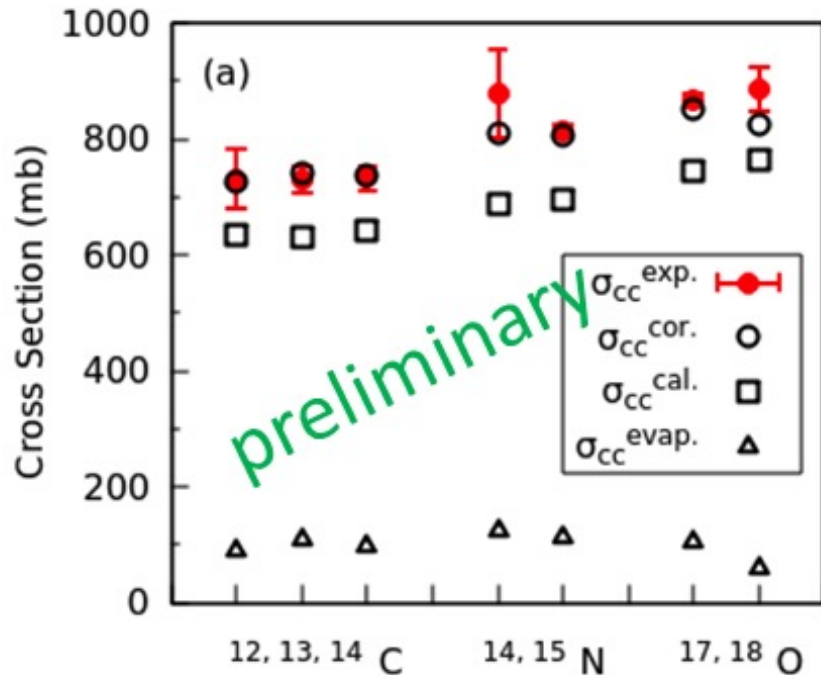 1000
800
600
400
200
0
Cross Section (mb)
(a)
preliminary
σcc exp.
σcc cor.
σcc cal.
σcc evap.
12, 13, 14 C
14, 15 N
17, 18 O